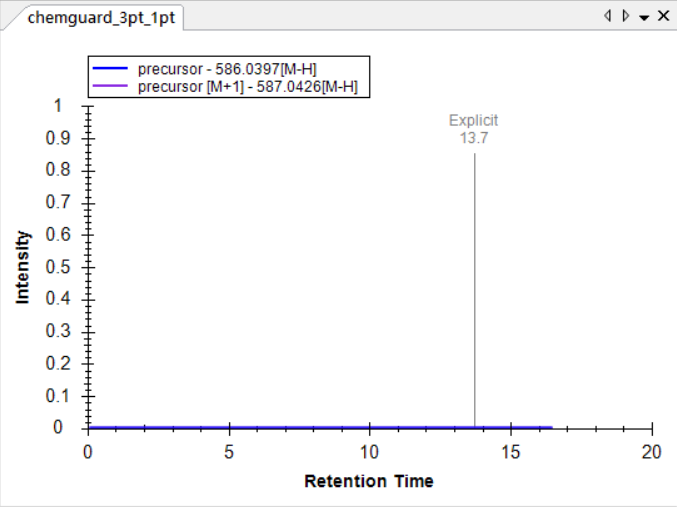 chemguard_3pt_1pt
precursor - 586.0397[M-H]
precursor [M+1] - 587.0426[M-H]
Explicit
13.7
1
0.9
0.8
0.7
0.6
0.5
0.4
0.3
0.2
0.1
0
Intensity
0 5 10 15 20
Retention Time